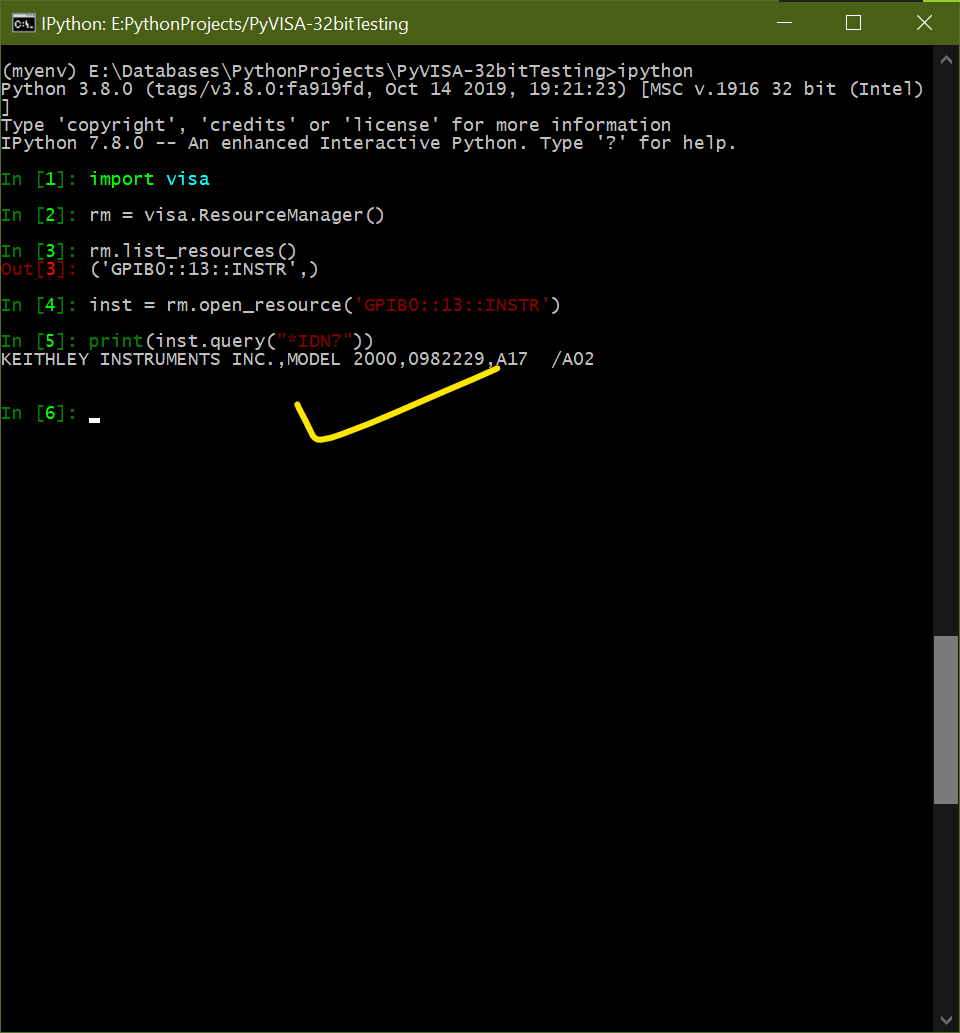 IPython: E:PythonProjects/PyVISA-32bitTesting
(myenv) E:\Databases\PythonProjects\PyVISA-32bitTesting>ipython
Python 3.8.0 (tags/v3.8.0:fa919fd, Oct 14 2019, 19:21:23) [MSC v.1916 32 bit (Intel)
]
Type 'copyright', 'credits' or 'license' for more information
IPython 7.8.0 -- An enhanced Interactive Python. Type '?' for help.
In [1]: import visa
In [2]: rm = visa.ResourceManager()
In [3]: rm.list_resources()
Out[3]: ('GPIB0::13::INSTR',)
In [4]: inst = rm.open_resource('GPIB0::13::INSTR')
In [5]: print(inst.query("*IDN?"))
KEITHLEY INSTRUMENTS INC.,MODEL 2000,0982229,A17  /A02
In [6]: